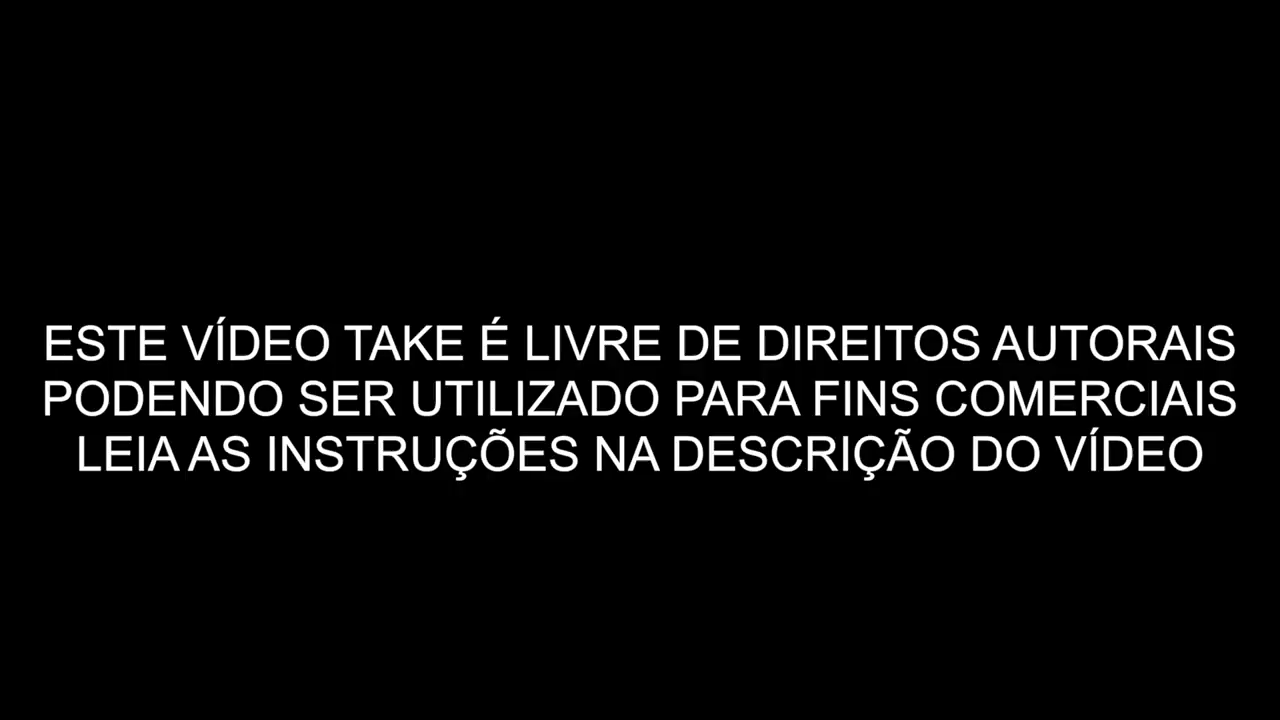 ESTE VÍDEO TAKE É LIVRE DE DIREITOS AUTORAIS
PODENDO SER UTILIZADO PARA FINS COMERCIAIS
LEIA AS INSTRUÇÕES NA DESCRIÇÃO DO VÍDEO